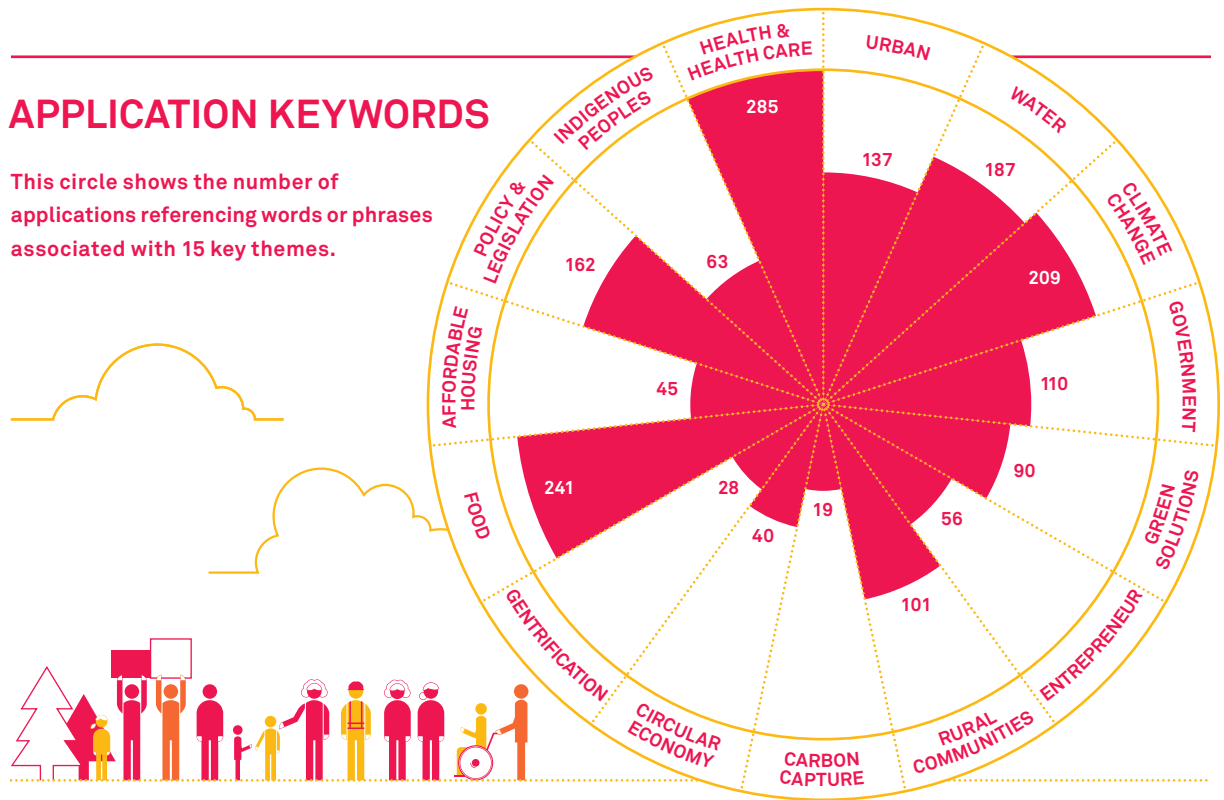 APPLICATION KEYWORDS
This circle shows the number of
applications referencing words or phrases
associated with 15 key themes.
HEALTH &
HEALTH CARE
285
URBAN
137
WATER
187
CLIMATE
CHANGE
209
GOVERNMENT
110
GREEN
SOLUTIONS
90
ENTREPRENEUR
56
RURAL
COMMUNITIES
101
CARBON
CAPTURE
19
CIRCULAR
ECONOMY
40
GENTRIFICATION
28
FOOD
241
AFFORDABLE
HOUSING
45
POLICY &
LEGISLATION
162
INDIGENOUS
PEOPLES
63